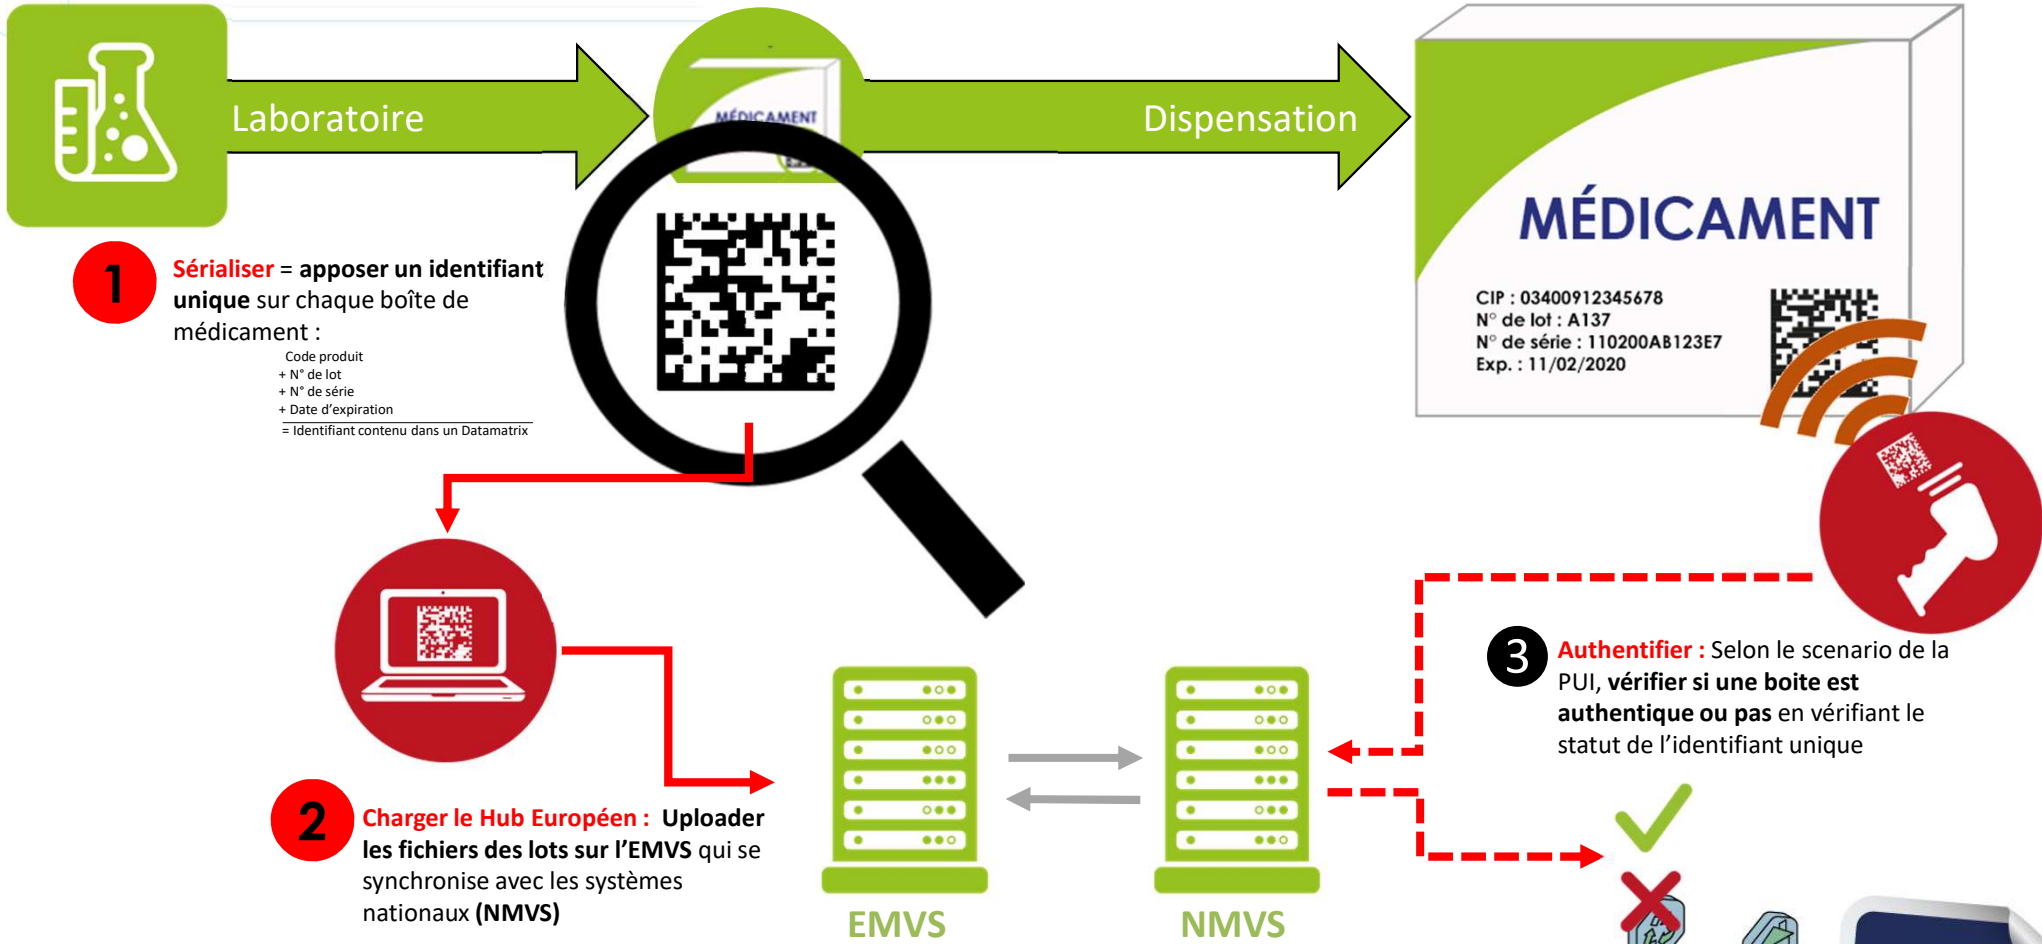 Laboratoire
MÉDICAMENT
Dispensation
MÉDICAMENT
CIP : 03400912345678
N° de lot : A137
N° de série : 110200AB123E7
Exp. : 11/02/2020
1
Sérialiser = apposer un identifiant
unique sur chaque boîte de
médicament :
Code produit
+ N° de lot
+ N° de série
+ Date d'expiration
= Identifiant contenu dans un Datamatrix
2
Charger le Hub Européen : Uploader
les fichiers des lots sur l'EMVS qui se
synchronise avec les systèmes
nationaux (NMVS)
EMVS
NMVS
3
Authentifier : Selon le scenario de la
PUI, vérifier si une boite est
authentique ou pas en vérifiant le
statut de l'identifiant unique